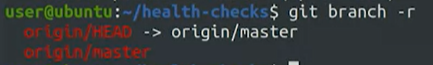 user@ubuntu:~/health-checks$ git branch -r
origin/HEAD -> origin/master
origin/master